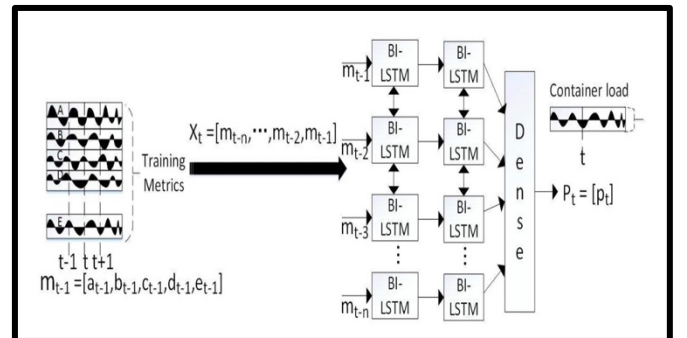 A
B
C
D
E
Training
Metrics
t-1 t t+1
m_{t-1} =[a_{t-1},b_{t-1},c_{t-1},d_{t-1},e_{t-1}]
X_t =[m_{t-n},⋯,m_{t-2},m_{t-1}]
m_{t-1}
BI-
LSTM
BI-
LSTM
m_{t-2}
BI-
LSTM
BI-
LSTM
m_{t-3}
BI-
LSTM
BI-
LSTM
m_{t-n}
BI-
LSTM
BI-
LSTM
Dense
Container load
t
P_t = [p_t]